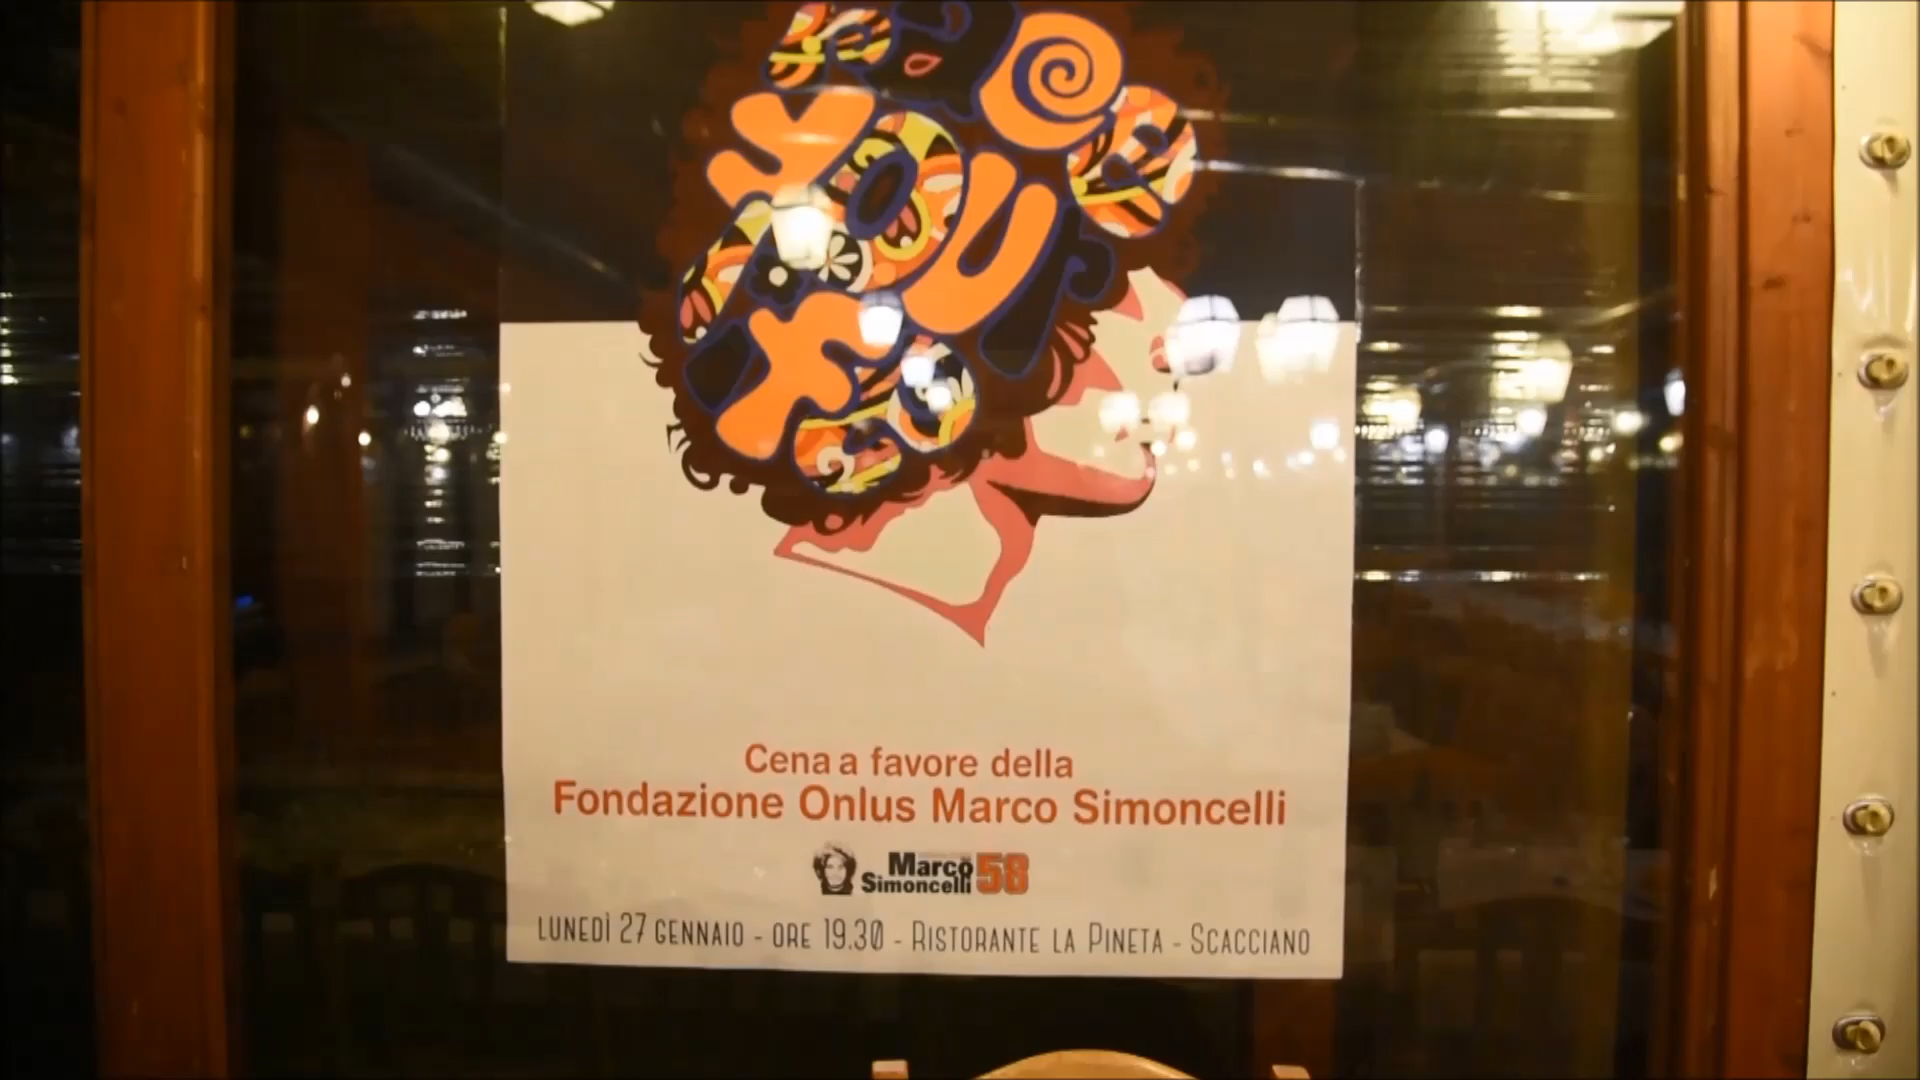 YOU
Cena a favore della
Fondazione Onlus Marco Simoncelli
Marco
Simoncelli 58
LUNEDÌ 27 GENNAIO - ORE 19.30 - RISTORANTE LA PINETA - SCACCIANO